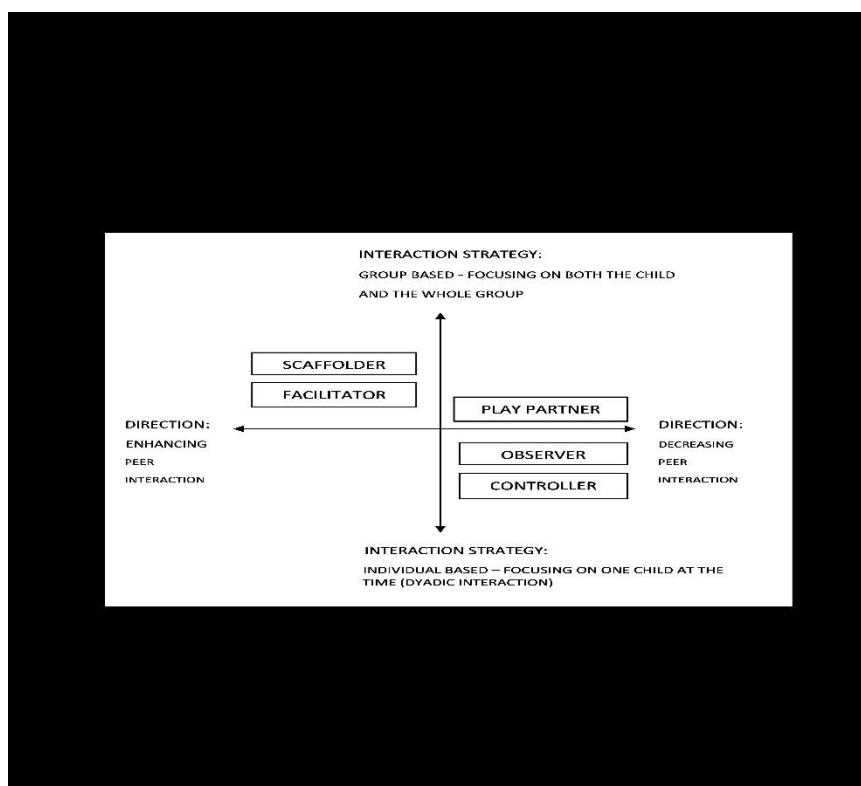 INTERACTION STRATEGY:
GROUP BASED – FOCUSING ON BOTH THE CHILD
AND THE WHOLE GROUP
SCAFFOLDER
FACILITATOR
PLAY PARTNER
DIRECTION:
ENHANCING
PEER
INTERACTION
DIRECTION:
DECREASING
PEER
INTERACTION
OBSERVER
CONTROLLER
INTERACTION STRATEGY:
INDIVIDUAL BASED – FOCUSING ON ONE CHILD AT THE
TIME (DYADIC INTERACTION)